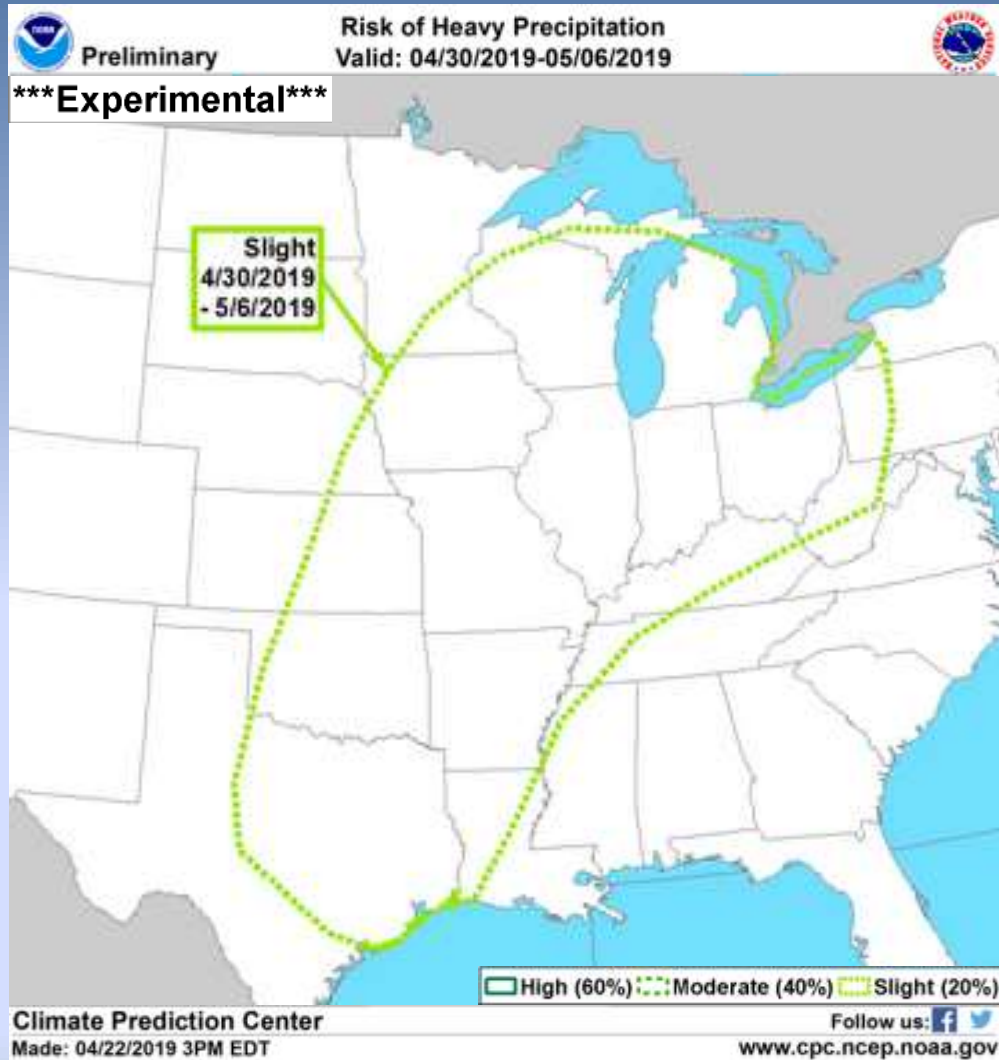 Preliminary
Risk of Heavy Precipitation
Valid: 04/30/2019-05/06/2019
***Experimental***
Slight
4/30/2019
- 5/6/2019
High (60%) Moderate (40%) Slight (20%)
Climate Prediction Center
Follow us:
Made: 04/22/2019 3PM EDT
www.cpc.ncep.noaa.gov